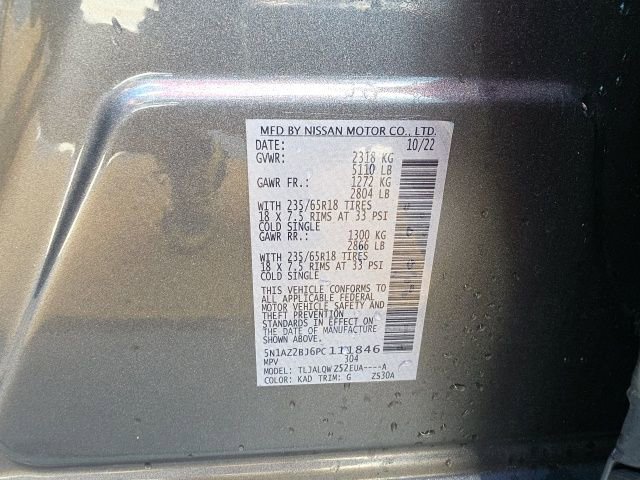 MFD BY NISSAN MOTOR CO., LTD.
DATE: 10/22
GVWR: 2318 KG
5110 LB
GAWR FR.: 1272 KG
2804 LB
WITH 235/65R18 TIRES
18 X 7.5 RIMS AT 33 PSI
COLD SINGLE
GAWR RR.: 1300 KG
2866 LB
WITH 235/65R18 TIRES
18 X 7.5 RIMS AT 33 PSI
COLD SINGLE
THIS VEHICLE CONFORMS TO
ALL APPLICABLE FEDERAL
MOTOR VEHICLE SAFETY AND
THEFT PREVENTION
STANDARDS IN EFFECT ON
THE DATE OF MANUFACTURE
SHOWN ABOVE.
5N1AZ2BJ6PC111846
MPV 304
MODEL: TLJALQWZS2EUA----A
COLOR: KAD TRIM: G ZS30A